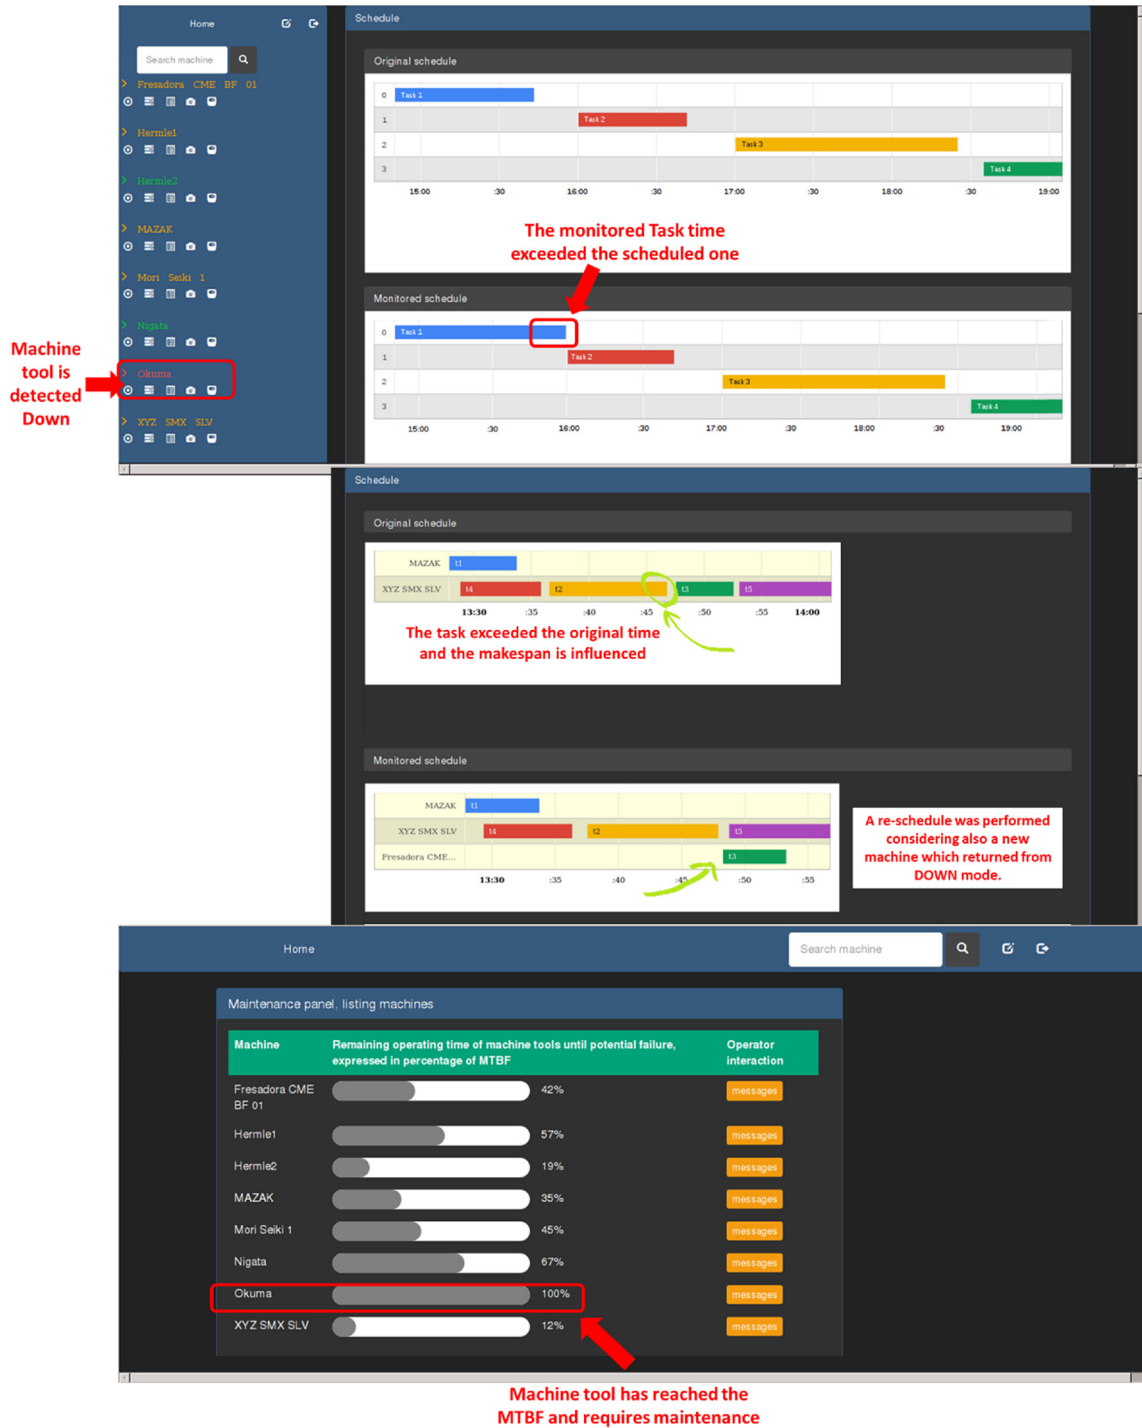 Home
Search machine
Fresadora CME BF 01
Hermle1
Hermle2
MAZAK
Mori Seiki 1
Nigata
Okuma
XYZ SMX SLV
Machine
tool is
detected
Down
Schedule
Original schedule
0 Task 1
1 Task 2
2 Task 3
3 Task 4
15:00 :30 16:00 :30 17:00 :30 18:00 :30 19:00
The monitored Task time
exceeded the scheduled one
Monitored schedule
0 Task 1
1 Task 2
2 Task 3
3 Task 4
15:00 :30 16:00 :30 17:00 :30 18:00 :30 19:00
Schedule
Original schedule
MAZAK t1
XYZ SMX SLV t4 t2 t3 t5
13:30 :35 :40 :45 :50 :55 14:00
The task exceeded the original time
and the makespan is influenced
Monitored schedule
MAZAK t1
XYZ SMX SLV t4 t2 t5
Fresadora CME... t3
13:30 :35 :40 :45 :50 :55
A re-schedule was performed
considering also a new
machine which returned from
DOWN mode.
Home
Search machine
Maintenance panel, listing machines
Machine Remaining operating time of machine tools until potential failure, Operator
expressed in percentage of MTBF interaction
Fresadora CME 42% messages
BF 01
Hermle1 57% messages
Hermle2 19% messages
MAZAK 35% messages
Mori Seiki 1 45% messages
Nigata 67% messages
Okuma 100% messages
XYZ SMX SLV 12% messages
Machine tool has reached the
MTBF and requires maintenance